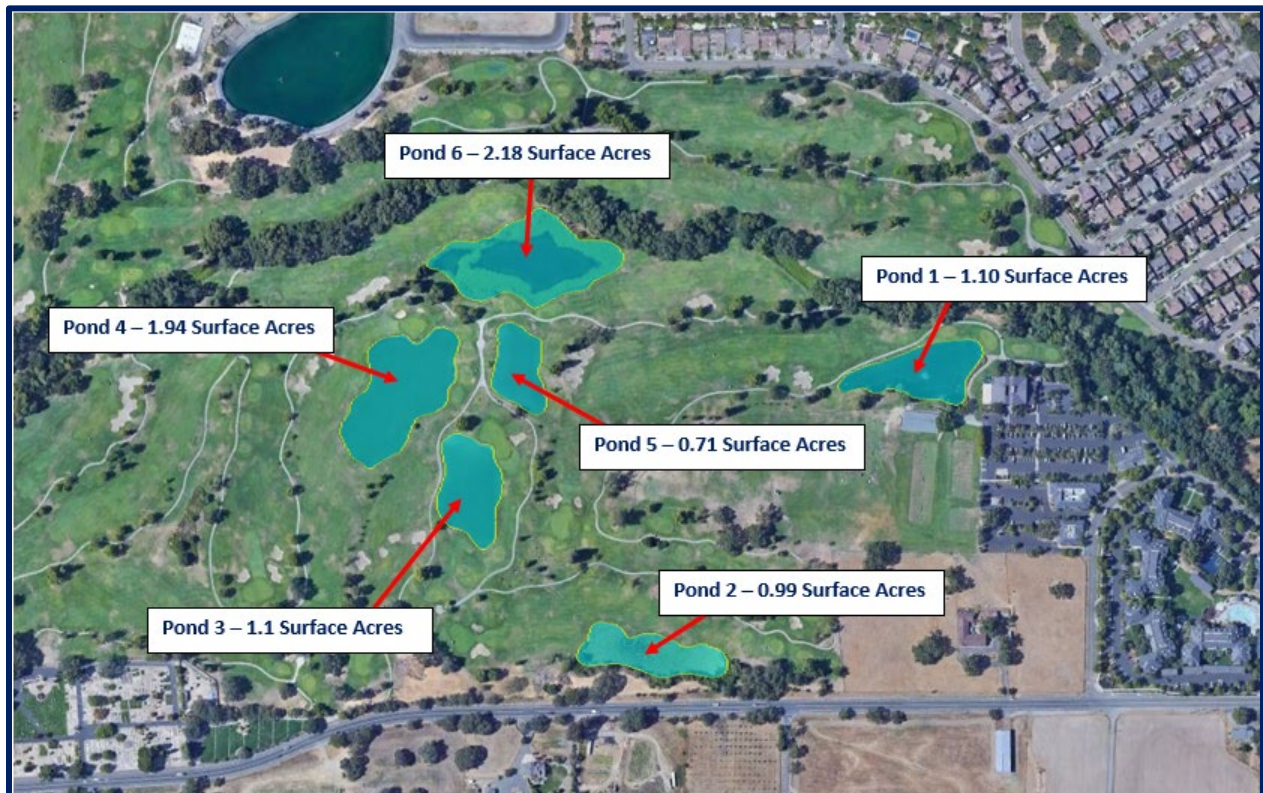 Pond 6 – 2.18 Surface Acres
Pond 1 – 1.10 Surface Acres
Pond 4 – 1.94 Surface Acres
Pond 5 – 0.71 Surface Acres
Pond 2 – 0.99 Surface Acres
Pond 3 – 1.1 Surface Acres